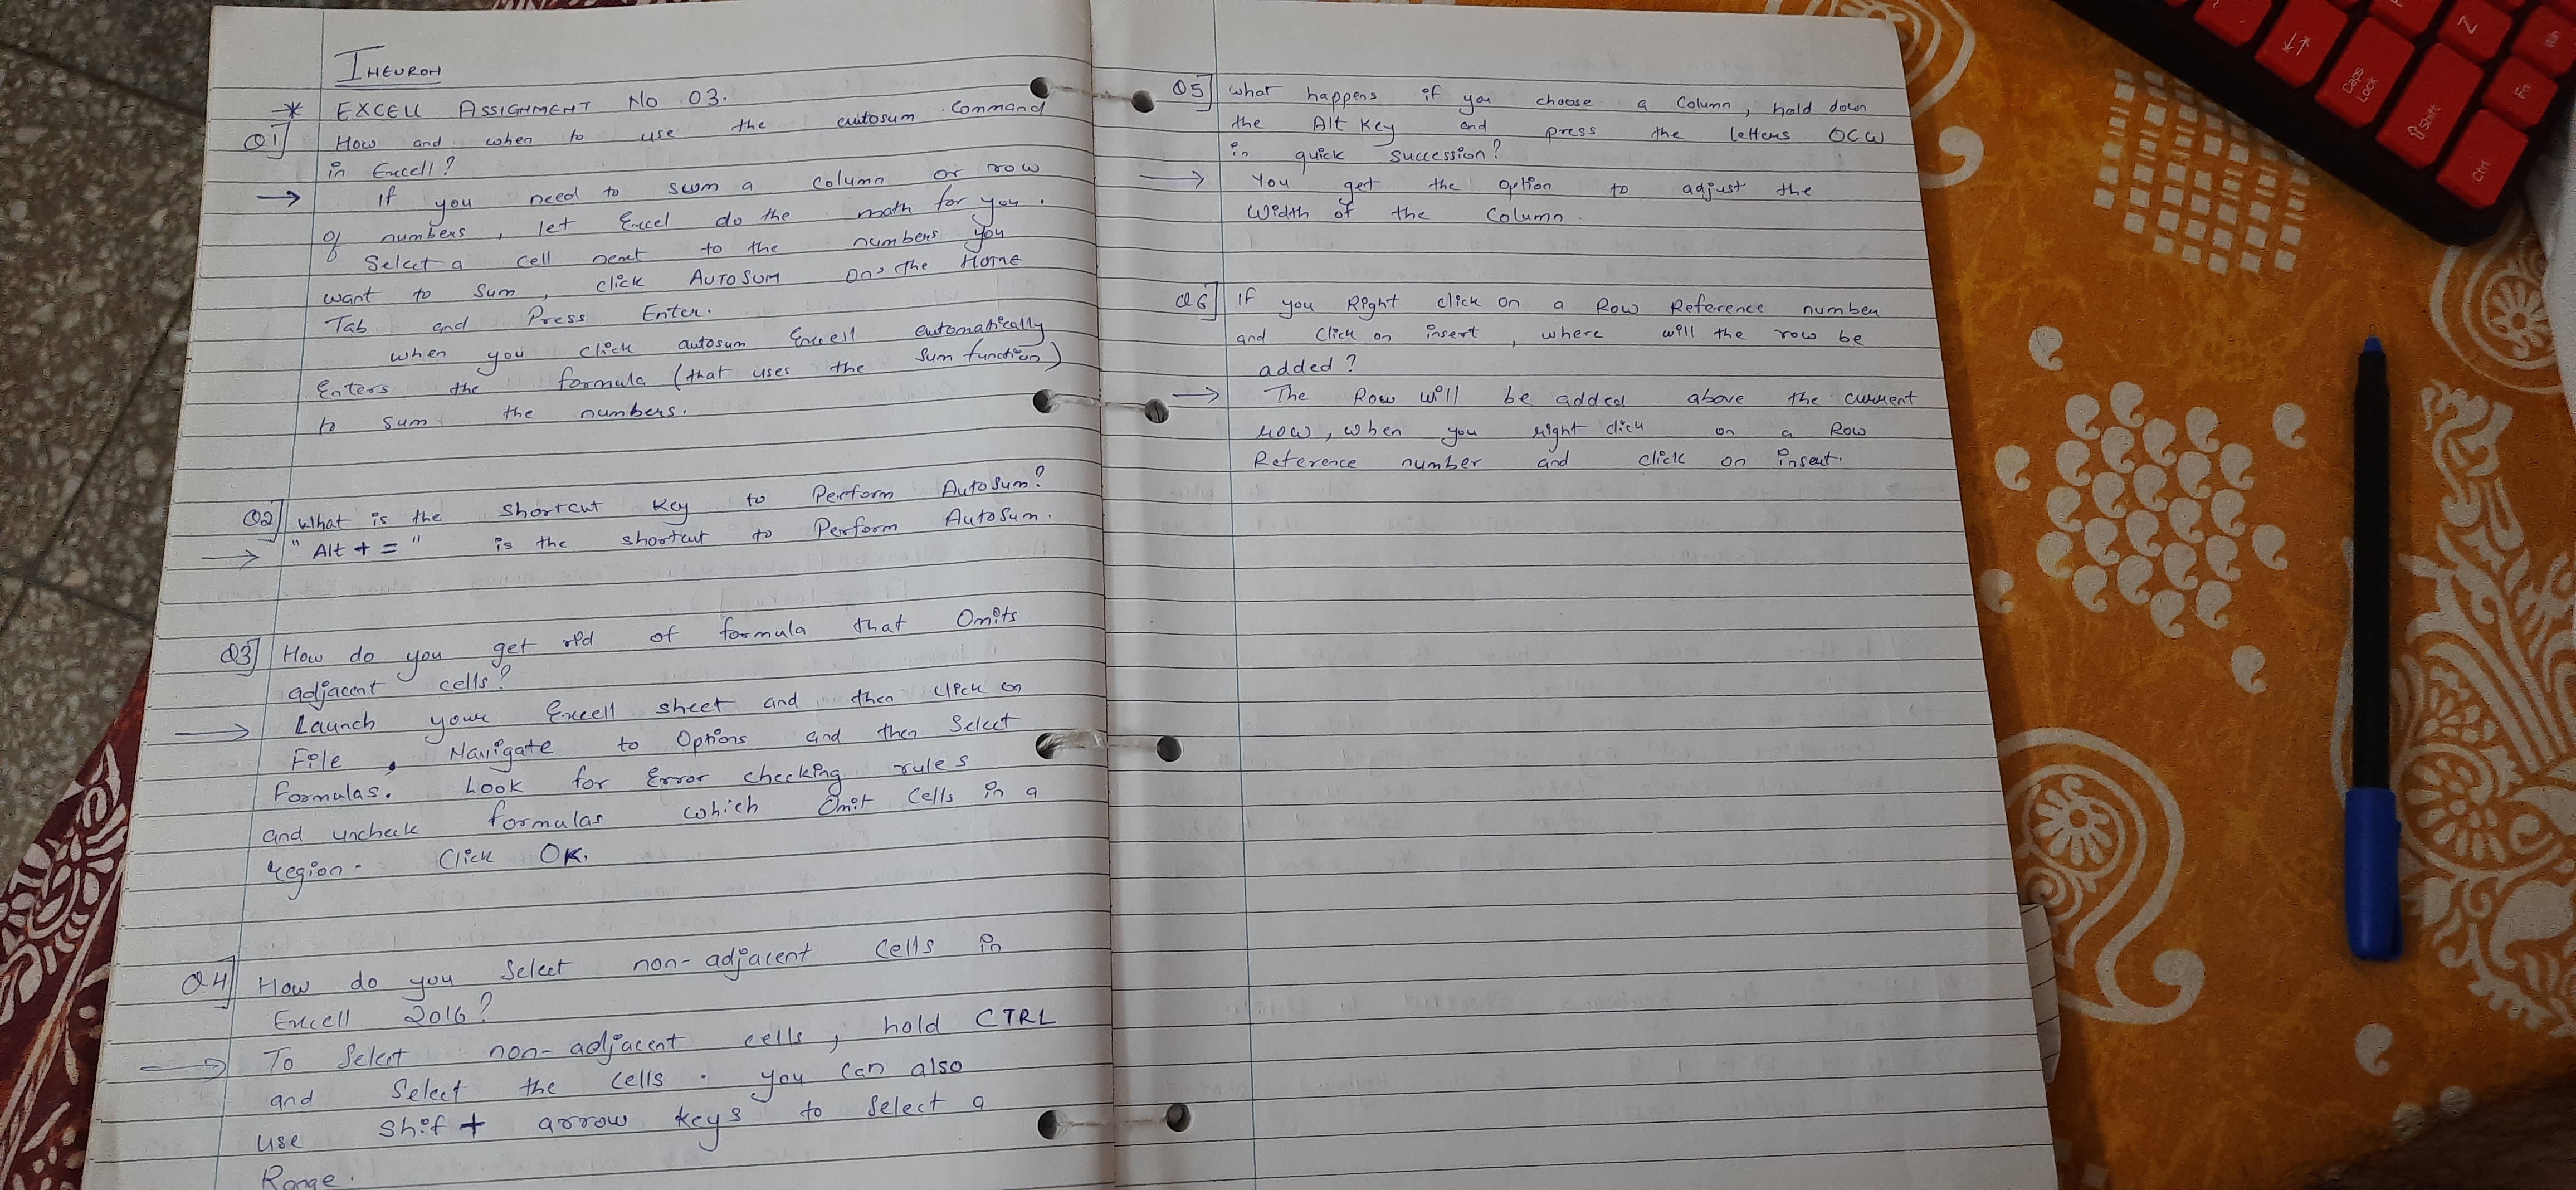 INEURON
* EXCELL ASSIGNMENT No 03.
Q1] How and when to use the autosum Command
in Excell?
→ If you need to sum a column or row
of numbers, let Excel do the math for you.
Select a cell next to the numbers you
want to sum, click AUTOSUM on the HOME
Tab and Press Enter.
when you click autosum Excell automatically
Enters the formula (that uses the sum function)
to sum the numbers.
Q2] What is the shortcut key to Perform AutoSum?
→ "Alt + =" is the shortcut to Perform AutoSum.
Q3] How do you get rid of formula that Omits
adjacent cells?
→ Launch your Excell sheet and then click on
File. Navigate to Options and then Select
Formulas. Look for Error checking rules
and uncheck formulas which Omit Cells in a
region. Click OK.
Q4] How do you Select non-adjacent Cells in
Excell 2016?
→ To Select non-adjacent cells, hold CTRL
and Select the cells. you can also
use Shif + arrow keys to select a
Range.
Q5] what happens if you choose a Column, hold down
the Alt Key and press the letters OCW
in quick succession?
→ You get the option to adjust the
Width of the Column.
Q6] If you Right click on a Row Reference number
and Click on insert, where will the row be
added?
→ The Row will be added above the current
row, when you right click on a Row
Reference number and click on insert.
Caps Lock
Shift
Ctrl
Fn
Z